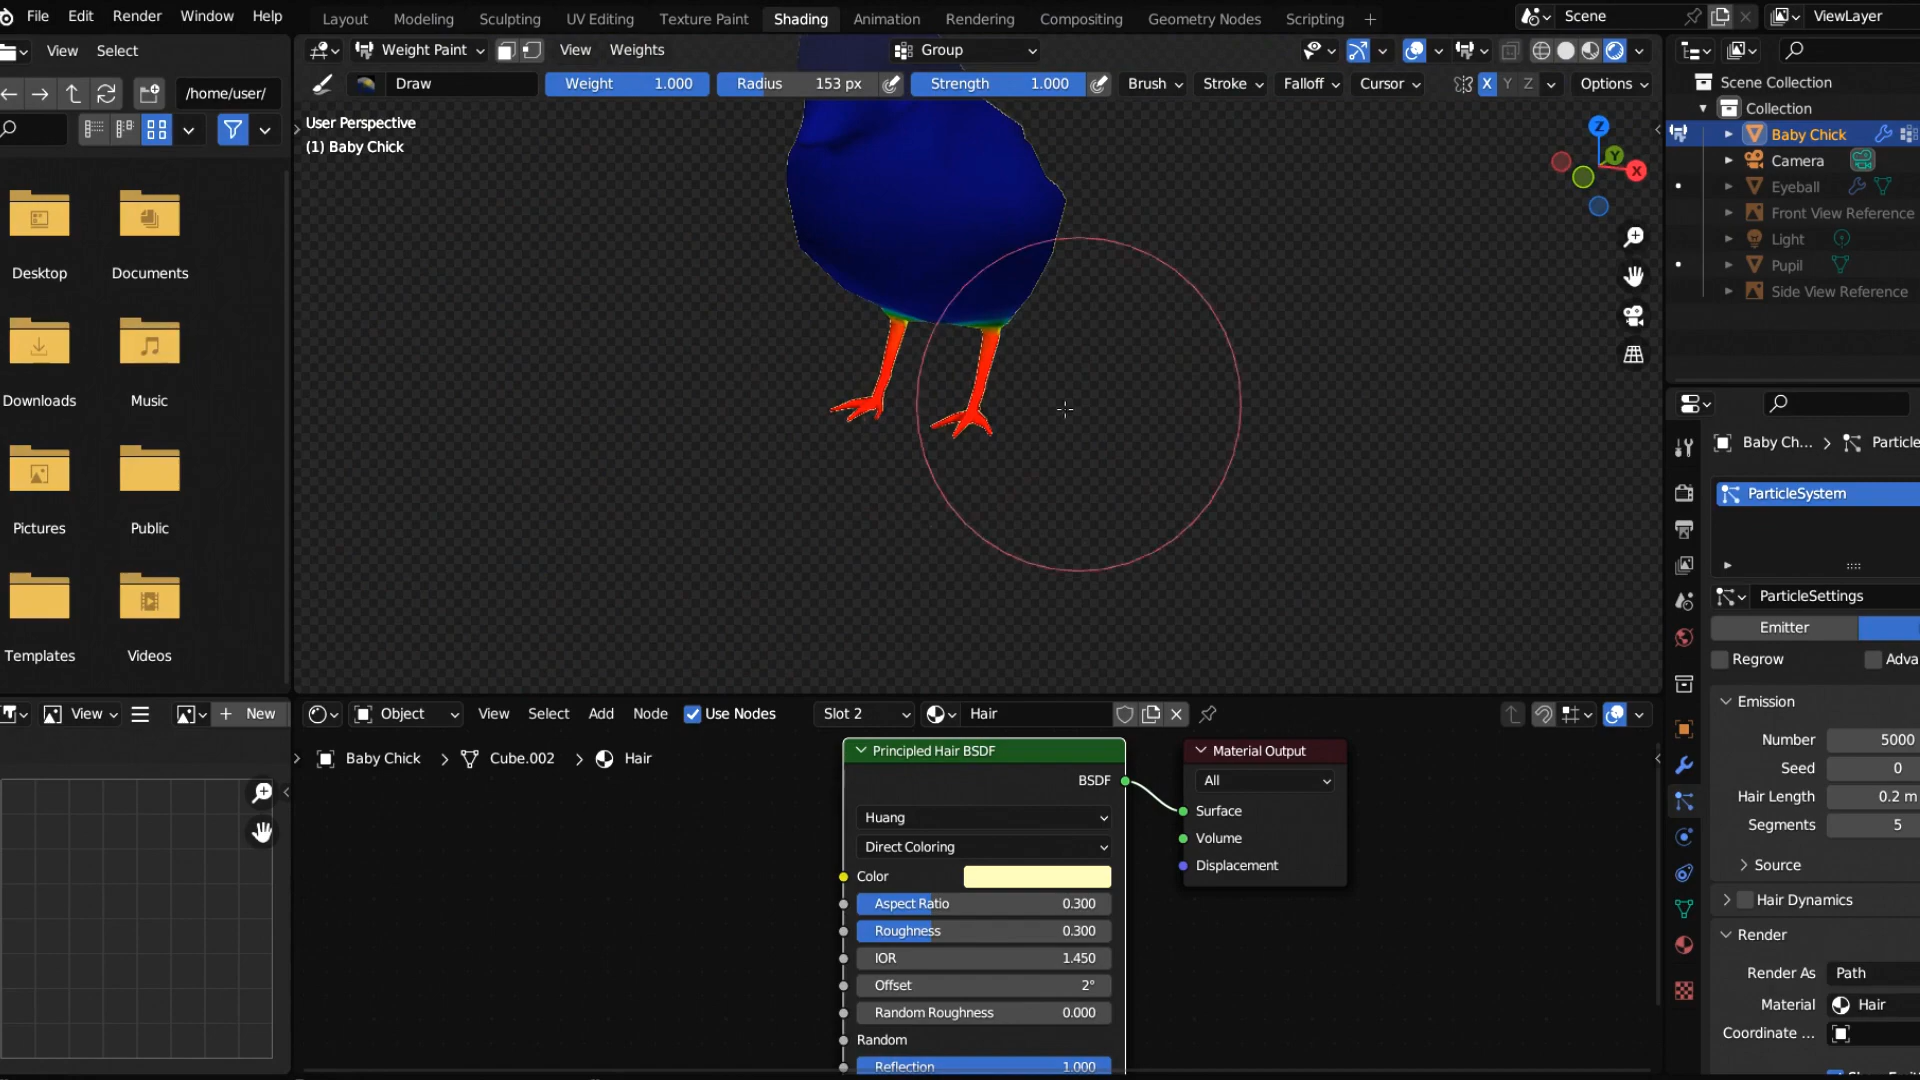 File Edit Render Window Help
Layout Modeling Sculpting UV Editing Texture Paint Shading Animation Rendering Compositing Geometry Nodes Scripting +
Scene ViewLayer
View Select
Weight Paint View Weights Group
/home/user/
Draw Weight 1.000 Radius 153 px Strength 1.000 Brush Stroke Falloff Cursor X Y Z Options
User Perspective
(1) Baby Chick
Z
Y
X
Desktop Documents
Downloads Music
Pictures Public
Templates Videos
Scene Collection
Collection
Baby Chick
Camera
Eyeball
Front View Reference
Light
Pupil
Side View Reference
Baby Ch... Particle
ParticleSystem
ParticleSettings
Emitter
Regrow Adva
Emission
Number 5000
Seed 0
Hair Length 0.2 m
Segments 5
Source
Hair Dynamics
Render
Render As Path
Material Hair
Coordinate ...
View + New
Object View Select Add Node Use Nodes Slot 2 Hair
Baby Chick > Cube.002 > Hair
Principled Hair BSDF
BSDF
Huang
Direct Coloring
Color
Aspect Ratio 0.300
Roughness 0.300
IOR 1.450
Offset 2°
Random Roughness 0.000
Random
Reflection 1.000
Material Output
All
Surface
Volume
Displacement